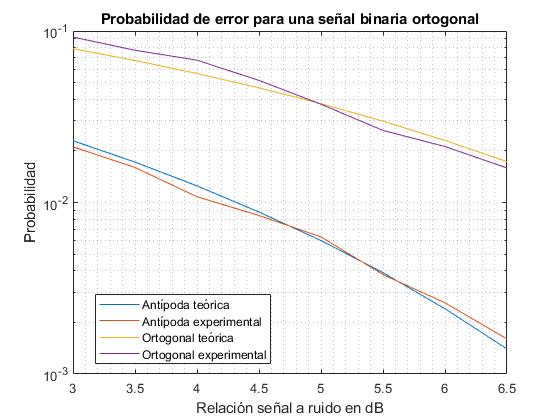 Probabilidad de error para una señal binaria ortogonal
10-1
10-2
10-3
Probabilidad
Antípoda teórica
Antípoda experimental
Ortogonal teórica
Ortogonal experimental
3 3.5 4 4.5 5 5.5 6 6.5
Relación señal a ruido en dB